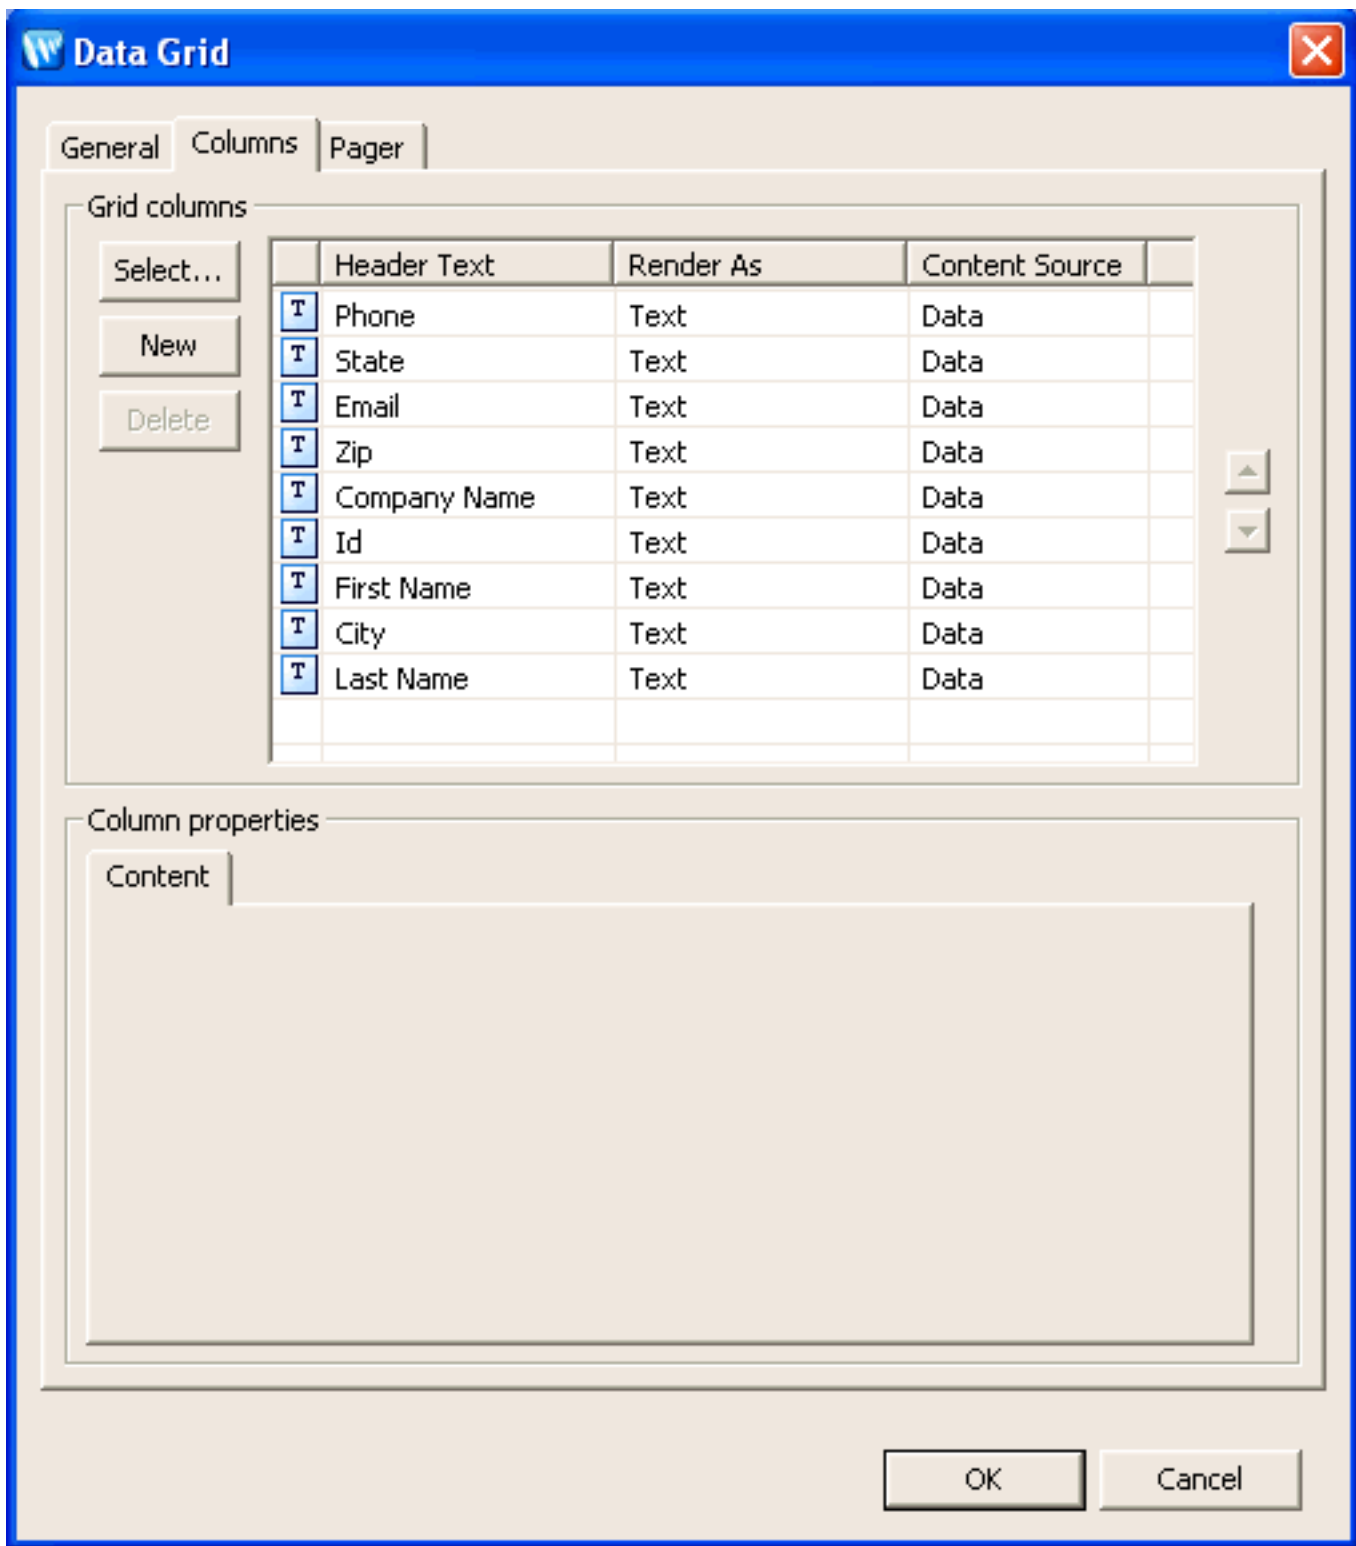 Data Grid
General Columns Pager
Grid columns
Select...
New
Delete
Header Text Render As Content Source
T Phone Text Data
T State Text Data
T Email Text Data
T Zip Text Data
T Company Name Text Data
T Id Text Data
T First Name Text Data
T City Text Data
T Last Name Text Data
Column properties
Content
OK Cancel